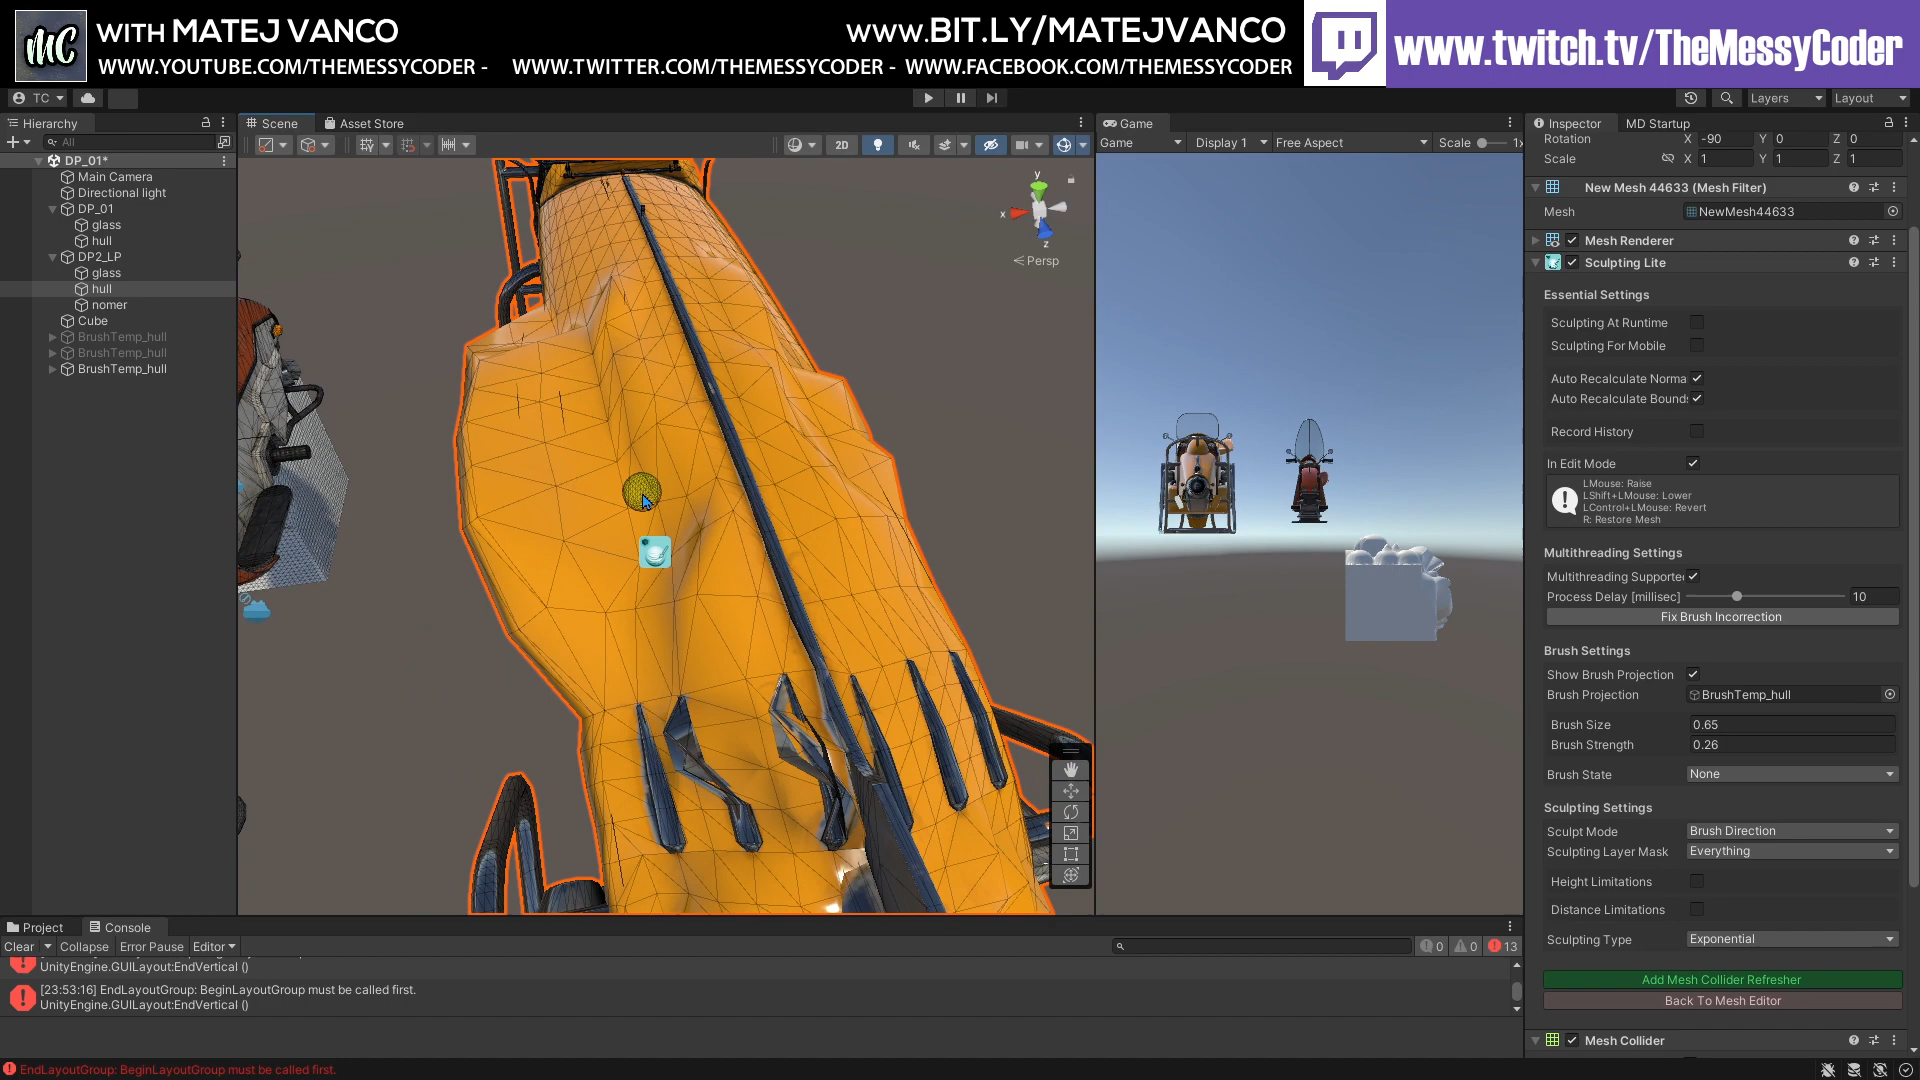 MC WITH MATEJ VANCO
WWW.YOUTUBE.COM/THEMESSYCODER - WWW.TWITTER.COM/THEMESSYCODER - WWW.FACEBOOK.COM/THEMESSYCODER
www.BIT.LY/MATEJVANCO
www.twitch.tv/TheMessyCoder
TC
Layers
Layout
Hierarchy
All
DP_01*
Main Camera
Directional light
DP_01
glass
hull
DP2_LP
glass
hull
nomer
Cube
BrushTemp_hull
BrushTemp_hull
BrushTemp_hull
Scene
Asset Store
2D
y
x
z
Persp
Game
Game
Display 1
Free Aspect
Scale
1x
Inspector
MD Startup
Rotation X -90 Y 0 Z 0
Scale X 1 Y 1 Z 1
New Mesh 44633 (Mesh Filter)
Mesh NewMesh44633
Mesh Renderer
Sculpting Lite
Essential Settings
Sculpting At Runtime
Sculpting For Mobile
Auto Recalculate Norma
Auto Recalculate Bounds
Record History
In Edit Mode
LMouse: Raise
LShift+LMouse: Lower
LControl+LMouse: Revert
R: Restore Mesh
Multithreading Settings
Multithreading Supporte
Process Delay [millisec] 10
Fix Brush Incorrection
Brush Settings
Show Brush Projection
Brush Projection BrushTemp_hull
Brush Size 0.65
Brush Strength 0.26
Brush State None
Sculpting Settings
Sculpt Mode Brush Direction
Sculpting Layer Mask Everything
Height Limitations
Distance Limitations
Sculpting Type Exponential
Add Mesh Collider Refresher
Back To Mesh Editor
Mesh Collider
Project
Console
Clear Collapse Error Pause Editor
0 0 13
UnityEngine.GUILayout:EndVertical ()
[23:53:16] EndLayoutGroup: BeginLayoutGroup must be called first.
UnityEngine.GUILayout:EndVertical ()
EndLayoutGroup: BeginLayoutGroup must be called first.